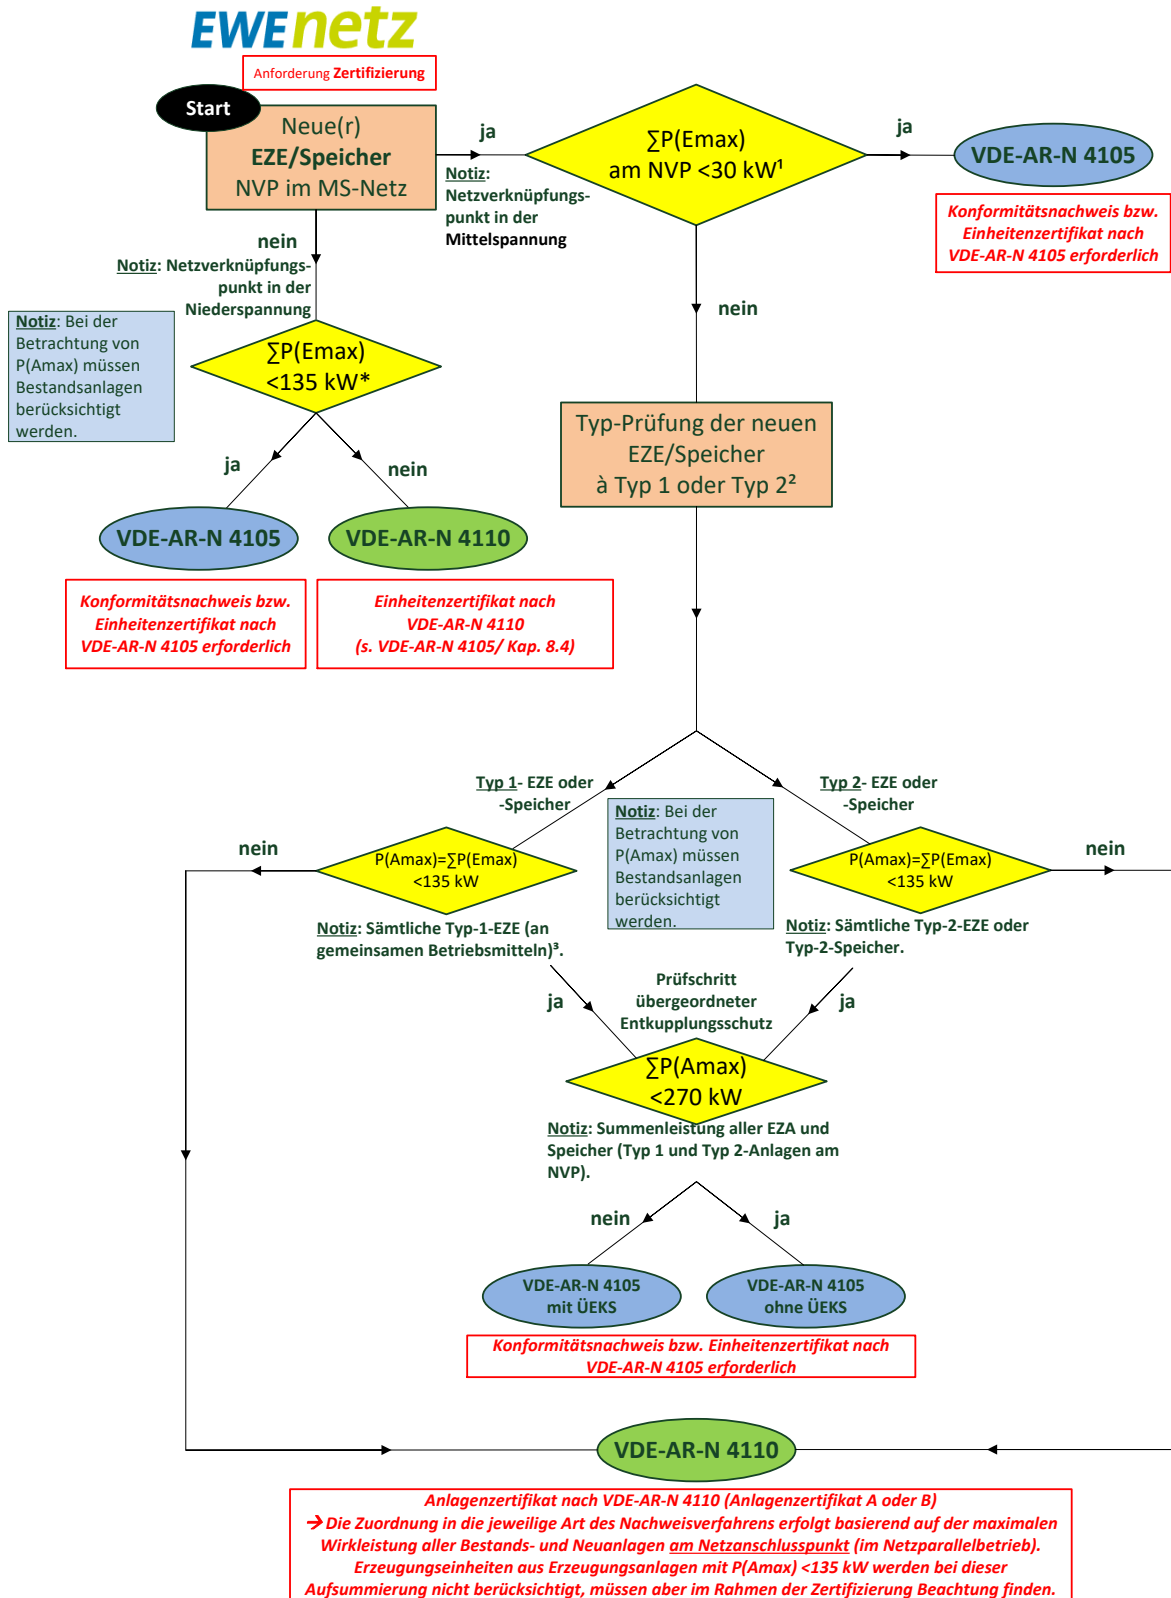 EWE netz
Anforderung Zertifizierung
Start
Neue(r)
EZE/Speicher
NVP im MS-Netz
ja
Notiz:
Netzverknüpfungs-
punkt in der
Mittelspannung
∑P(Emax)
am NVP <30 kW¹
ja
VDE-AR-N 4105
Konformitätsnachweis bzw.
Einheitenzertifikat nach
VDE-AR-N 4105 erforderlich
nein
Notiz: Netzverknüpfungs-
punkt in der
Niederspannung
nein
Notiz: Bei der
Betrachtung von
P(Amax) müssen
Bestandsanlagen
berücksichtigt
werden.
∑P(Emax)
<135 kW*
Typ-Prüfung der neuen
EZE/Speicher
à Typ 1 oder Typ 2²
ja
nein
VDE-AR-N 4105
VDE-AR-N 4110
Konformitätsnachweis bzw.
Einheitenzertifikat nach
VDE-AR-N 4105 erforderlich
Einheitenzertifikat nach
VDE-AR-N 4110
(s. VDE-AR-N 4105/ Kap. 8.4)
Typ 1- EZE oder
-Speicher
Typ 2- EZE oder
-Speicher
Notiz: Bei der
Betrachtung von
P(Amax) müssen
Bestandsanlagen
berücksichtigt
werden.
nein
P(Amax)=∑P(Emax)
<135 kW
P(Amax)=∑P(Emax)
<135 kW
nein
Notiz: Sämtliche Typ-1-EZE (an
gemeinsamen Betriebsmitteln)³.
Notiz: Sämtliche Typ-2-EZE oder
Typ-2-Speicher.
ja
Prüfschritt
übergeordneter
Entkupplungsschutz
ja
∑P(Amax)
<270 kW
Notiz: Summenleistung aller EZA und
Speicher (Typ 1 und Typ 2-Anlagen am
NVP).
nein
ja
VDE-AR-N 4105
mit ÜEKS
VDE-AR-N 4105
ohne ÜEKS
Konformitätsnachweis bzw. Einheitenzertifikat nach
VDE-AR-N 4105 erforderlich
VDE-AR-N 4110
Anlagenzertifikat nach VDE-AR-N 4110 (Anlagenzertifikat A oder B)
→ Die Zuordnung in die jeweilige Art des Nachweisverfahrens erfolgt basierend auf der maximalen
Wirkleistung aller Bestands- und Neuanlagen am Netzanschlusspunkt (im Netzparallelbetrieb).
Erzeugungseinheiten aus Erzeugungsanlagen mit P(Amax) <135 kW werden bei dieser
Aufsummierung nicht berücksichtigt, müssen aber im Rahmen der Zertifizierung Beachtung finden.